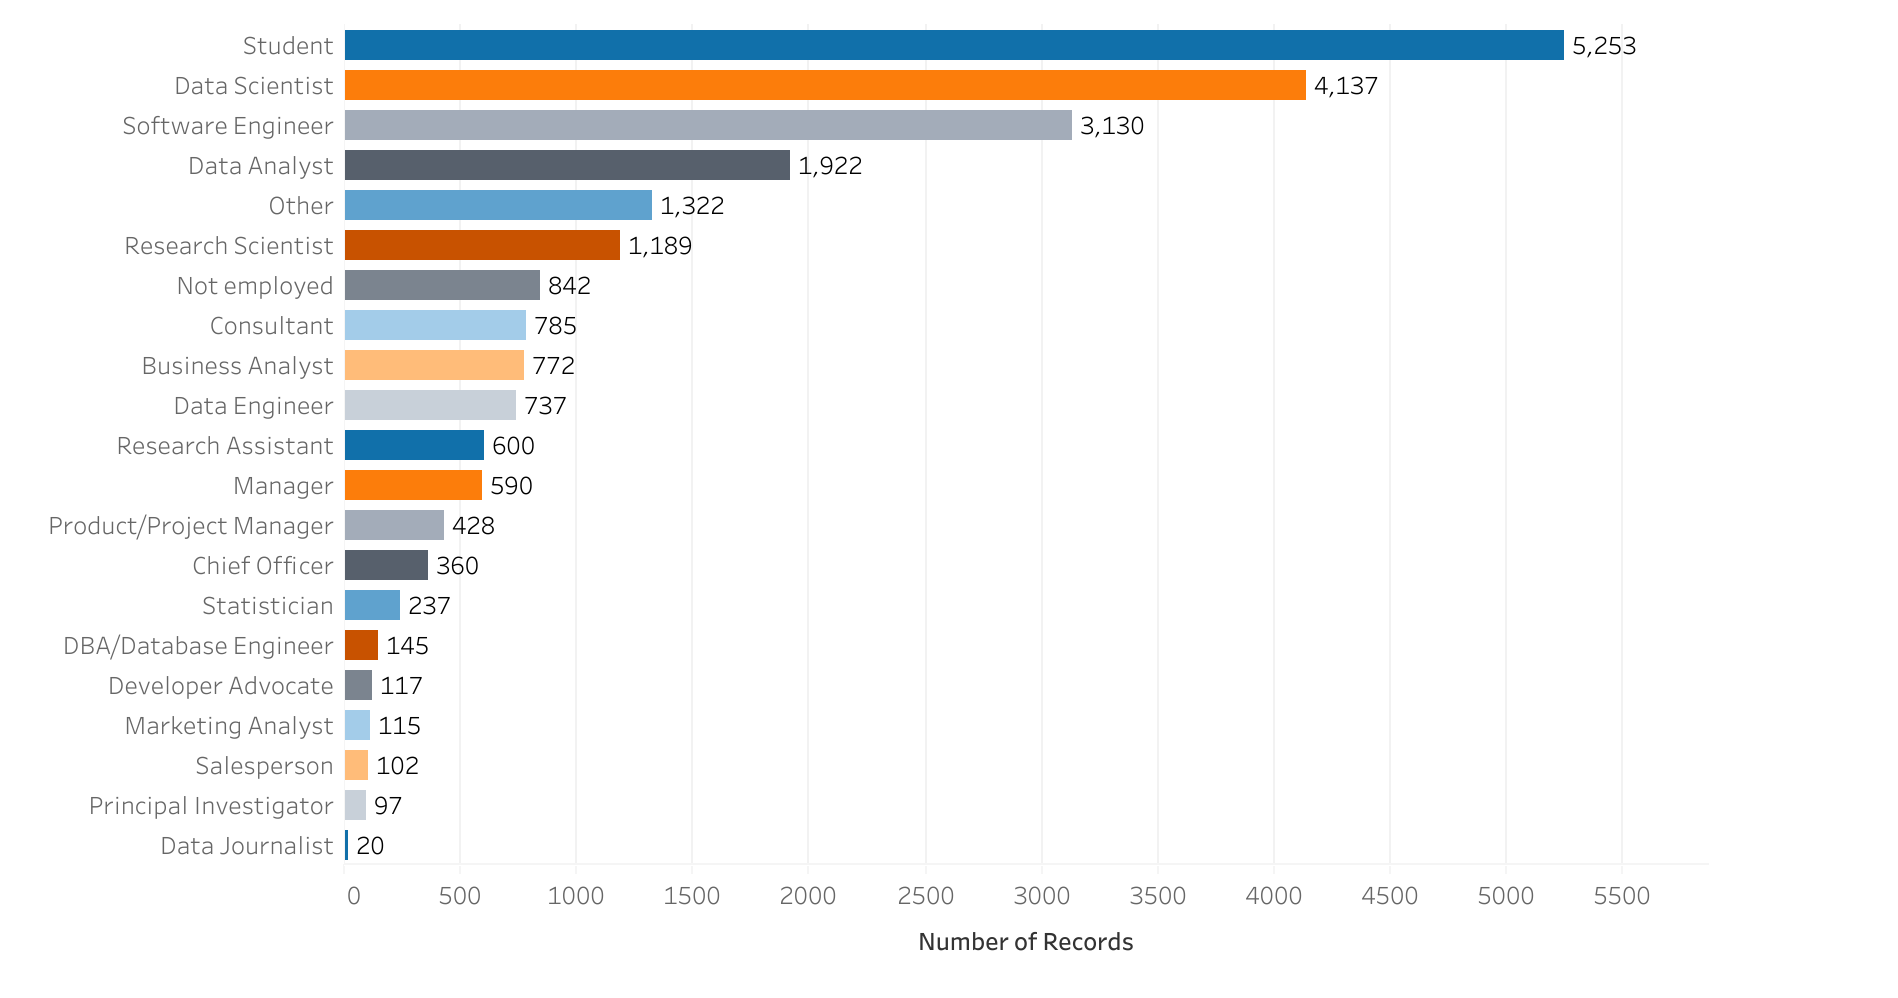 Student 5,253
Data Scientist 4,137
Software Engineer 3,130
Data Analyst 1,922
Other 1,322
Research Scientist 1,189
Not employed 842
Consultant 785
Business Analyst 772
Data Engineer 737
Research Assistant 600
Manager 590
Product/Project Manager 428
Chief Officer 360
Statistician 237
DBA/Database Engineer 145
Developer Advocate 117
Marketing Analyst 115
Salesperson 102
Principal Investigator 97
Data Journalist 20
0 500 1000 1500 2000 2500 3000 3500 4000 4500 5000 5500
Number of Records